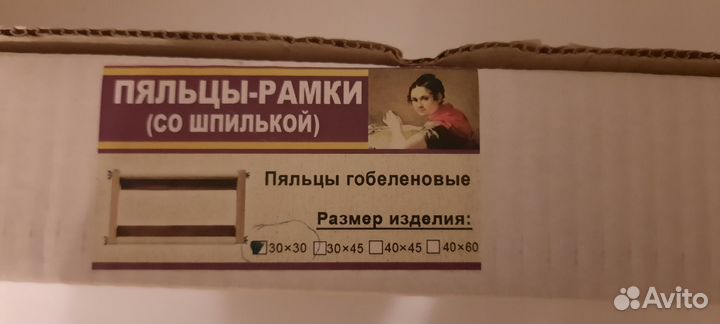 ПЯЛЬЦЫ-РАМКИ
(СО ШПИЛЬКОЙ)
Пяльцы гобеленовые
Размер изделия:
30×30 30×45 40×45 40×60
Avito